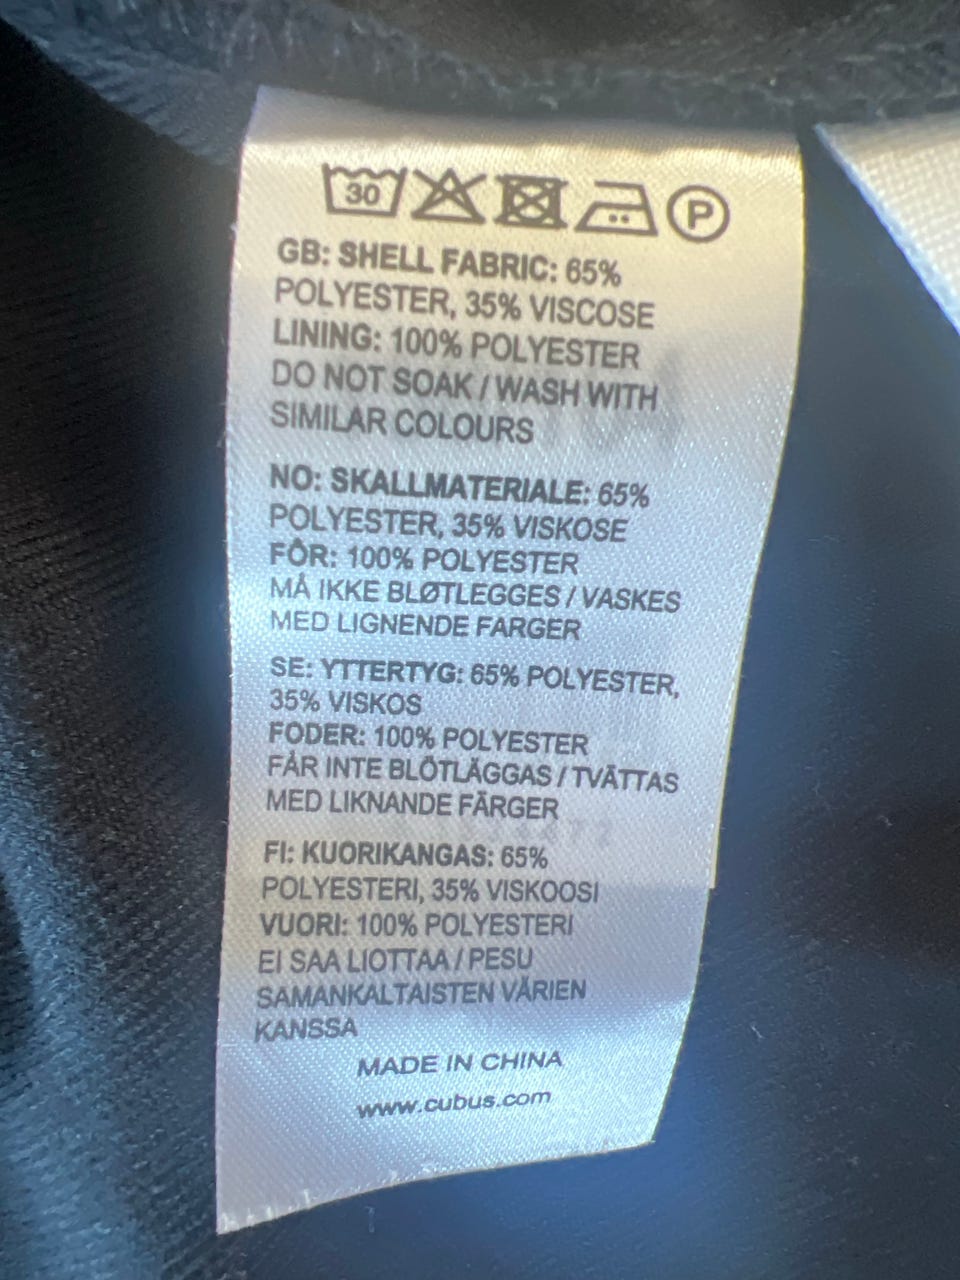 30 P
GB: SHELL FABRIC: 65%
POLYESTER, 35% VISCOSE
LINING: 100% POLYESTER
DO NOT SOAK / WASH WITH
SIMILAR COLOURS
NO: SKALLMATERIALE: 65%
POLYESTER, 35% VISKOSE
FÔR: 100% POLYESTER
MÅ IKKE BLØTLEGGES / VASKES
MED LIGNENDE FARGER
SE: YTTERTYG: 65% POLYESTER,
35% VISKOS
FODER: 100% POLYESTER
FÅR INTE BLÖTLÄGGAS / TVÄTTAS
MED LIKNANDE FÄRGER
FI: KUORIKANGAS: 65%
POLYESTERI, 35% VISKOOSI
VUORI: 100% POLYESTERI
EI SAA LIOTTAA / PESU
SAMANKALTAISTEN VÄRIEN
KANSSA
MADE IN CHINA
www.cubus.com